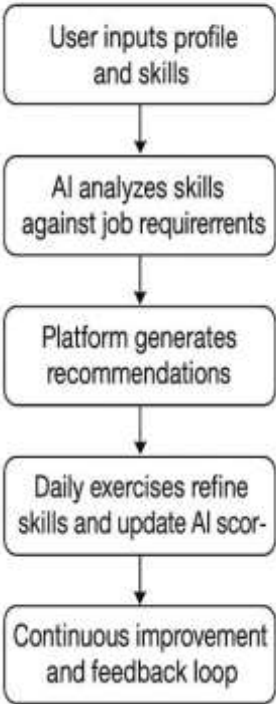 User inputs profile
and skills
AI analyzes skills
against job requirerrents
Platform generates
recommendations
Daily exercises refine
skills and update AI scor-
Continuous improvement
and feedback loop